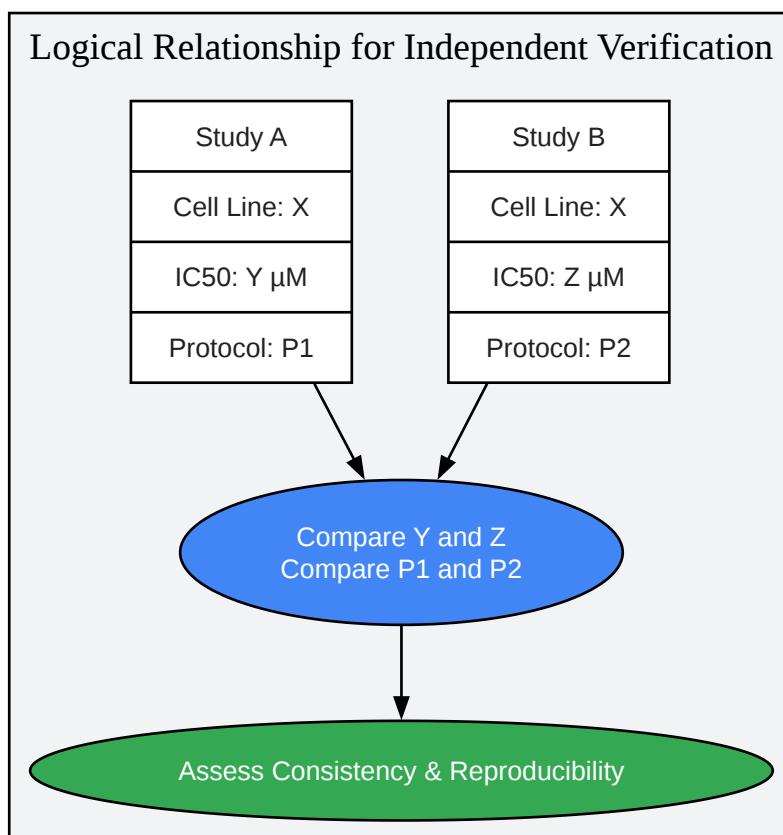 Logical Relationship for Independent Verification
Study A
Cell Line: X
IC50: Y µM
Protocol: P1
Study B
Cell Line: X
IC50: Z µM
Protocol: P2
Compare Y and Z
Compare P1 and P2
Assess Consistency & Reproducibility